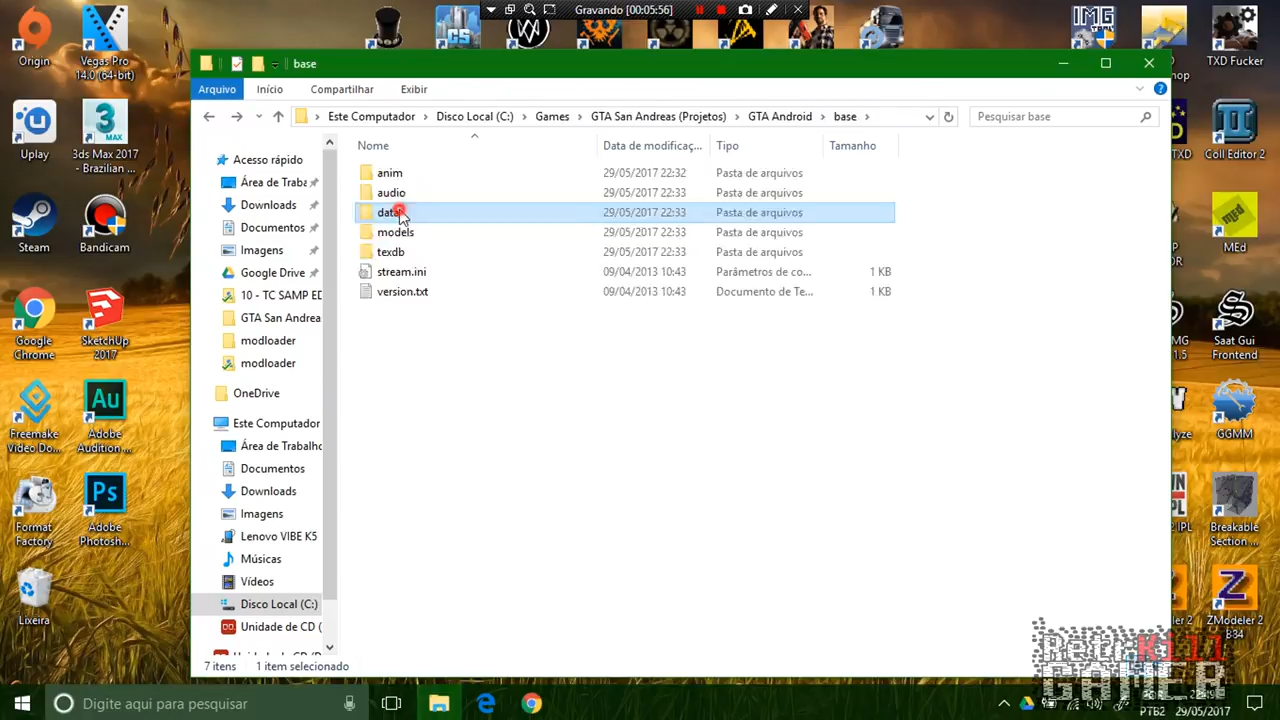 Gravando [00:05:56]
Origin
Vegas Pro
14.0 (64-bit)
TXD Fucker
Uplay
3ds Max 2017
- Brazilian ...
Coll Editor 2
Steam
Bandicam
MEd
Google
Chrome
SketchUp
2017
Saat Gui
Frontend
Freemake
Video Do...
Adobe
Audition ...
GGMM
Format
Factory
Adobe
Photosh...
Breakable
Section ...
Lixeira
ZModeler 2
base
Arquivo
Início
Compartilhar
Exibir
Este Computador
Disco Local (C:)
Games
GTA San Andreas (Projetos)
GTA Android
base
Pesquisar base
Nome
Data de modificaç...
Tipo
Tamanho
anim 29/05/2017 22:32 Pasta de arquivos
audio 29/05/2017 22:33 Pasta de arquivos
data 29/05/2017 22:33 Pasta de arquivos
models 29/05/2017 22:33 Pasta de arquivos
texdb 29/05/2017 22:33 Pasta de arquivos
stream.ini 09/04/2013 10:43 Parâmetros de co... 1 KB
version.txt 09/04/2013 10:43 Documento de Te... 1 KB
Acesso rápido
Área de Traba
Downloads
Documentos
Imagens
Google Drive
10 - TC SAMP ED
GTA San Andrea
modloader
modloader
OneDrive
Este Computador
Área de Trabalho
Documentos
Downloads
Imagens
Lenovo VIBE K5
Músicas
Vídeos
Disco Local (C:)
Unidade de CD (
7 itens
1 item selecionado
Digite aqui para pesquisar
PTB2
29/05/2017